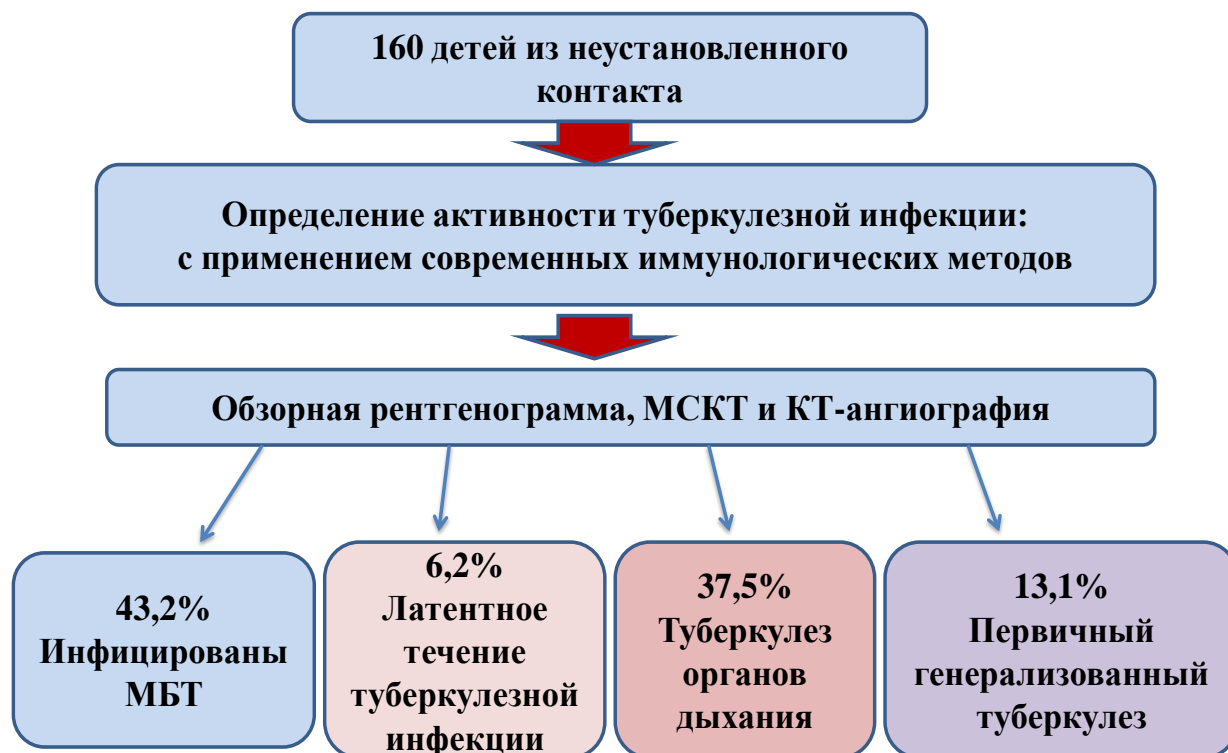 160 детей из неустановленного
контакта
Определение активности туберкулезной инфекции:
с применением современных иммунологических методов
Обзорная рентгенограмма, МСКТ и КТ-ангиография
43,2%
Инфицированы
МБТ
6,2%
Латентное
течение
туберкулезной
инфекции
37,5%
Туберкулез
органов
дыхания
13,1%
Первичный
генерализованный
туберкулез